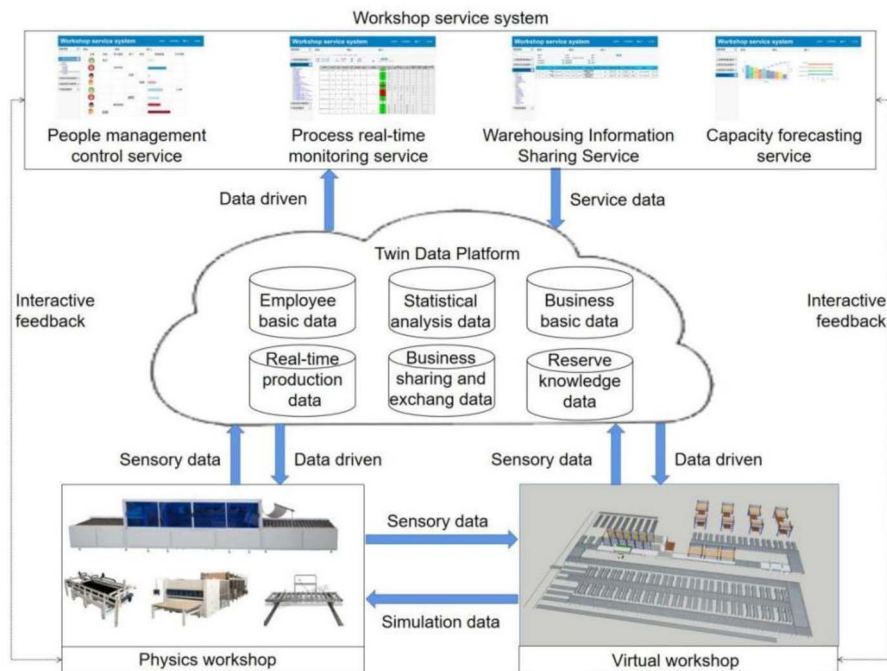 Workshop service system
Workshop service system
Workshop service system
Workshop service system
Workshop service system
People management
control service
Process real-time
monitoring service
Warehousing Information
Sharing Service
Capacity forecasting
service
Data driven
Service data
Twin Data Platform
Interactive
feedback
Employee
basic data
Statistical
analysis data
Business
basic data
Interactive
feedback
Real-time
production
data
Business
sharing and
exchang data
Reserve
knowledge
data
Sensory data
Data driven
Sensory data
Data driven
Sensory data
Simulation data
Physics workshop
Virtual workshop